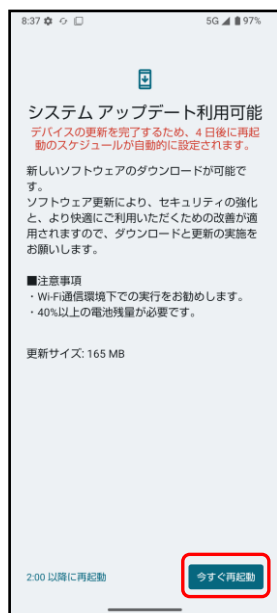 8:37 5G 97%
システム アップデート利用可能
デバイスの更新を完了するため、4 日後に再起
動のスケジュールが自動的に設定されます。
新しいソフトウェアのダウンロードが可能で
す。
ソフトウェア更新により、セキュリティの強化
と、より快適にご利用いただくための改善が適
用されますので、ダウンロードと更新の実施を
お願いします。
■注意事項
・Wi-Fi通信環境下での実行をお勧めします。
・40%以上の電池残量が必要です。
更新サイズ: 165 MB
2:00 以降に再起動 今すぐ再起動